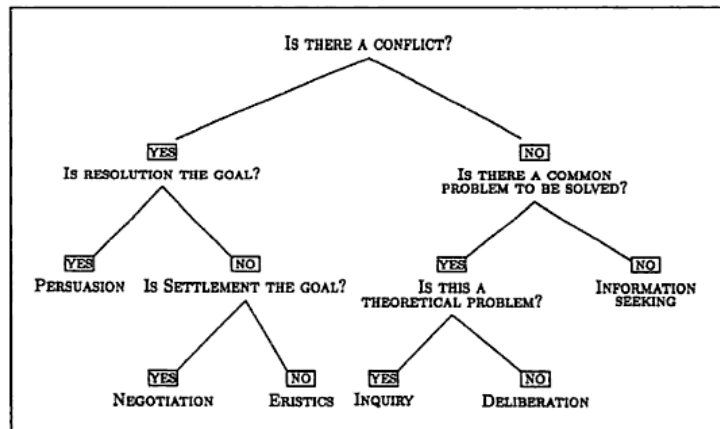 IS THERE A CONFLICT?
YES
NO
IS RESOLUTION THE GOAL?
IS THERE A COMMON
PROBLEM TO BE SOLVED?
YES
NO
YES
NO
PERSUASION
IS SETTLEMENT THE GOAL?
IS THIS A
THEORETICAL PROBLEM?
INFORMATION
SEEKING
YES
NO
YES
NO
NEGOTIATION
ERISTICS
INQUIRY
DELIBERATION